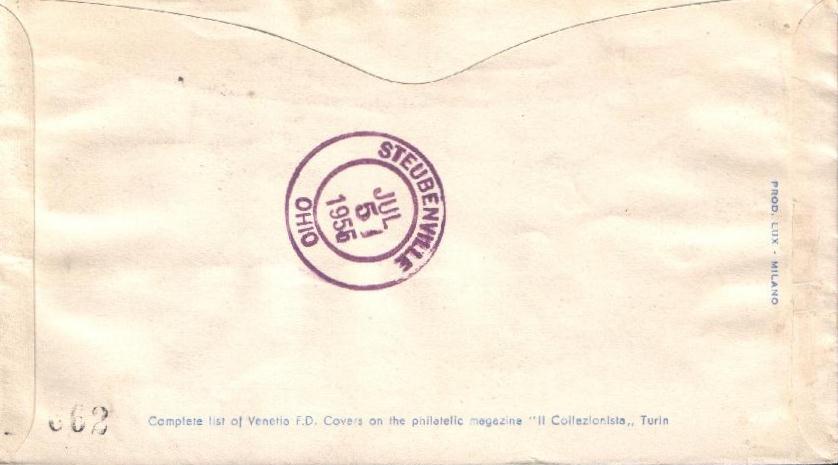 STEUBENVILLE
JUL
5
1956
OHIO
PROD. LUX - MILANO
62
Complete list of Venetia F.D. Covers on the philatelic magazine "Il Collezionista,, Turin